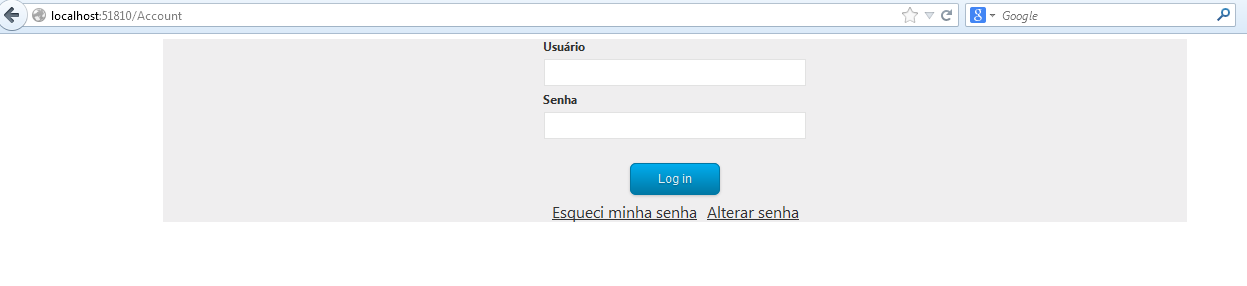 localhost:51810/Account
Google
Usuário
Senha
Log in
Esqueci minha senha Alterar senha